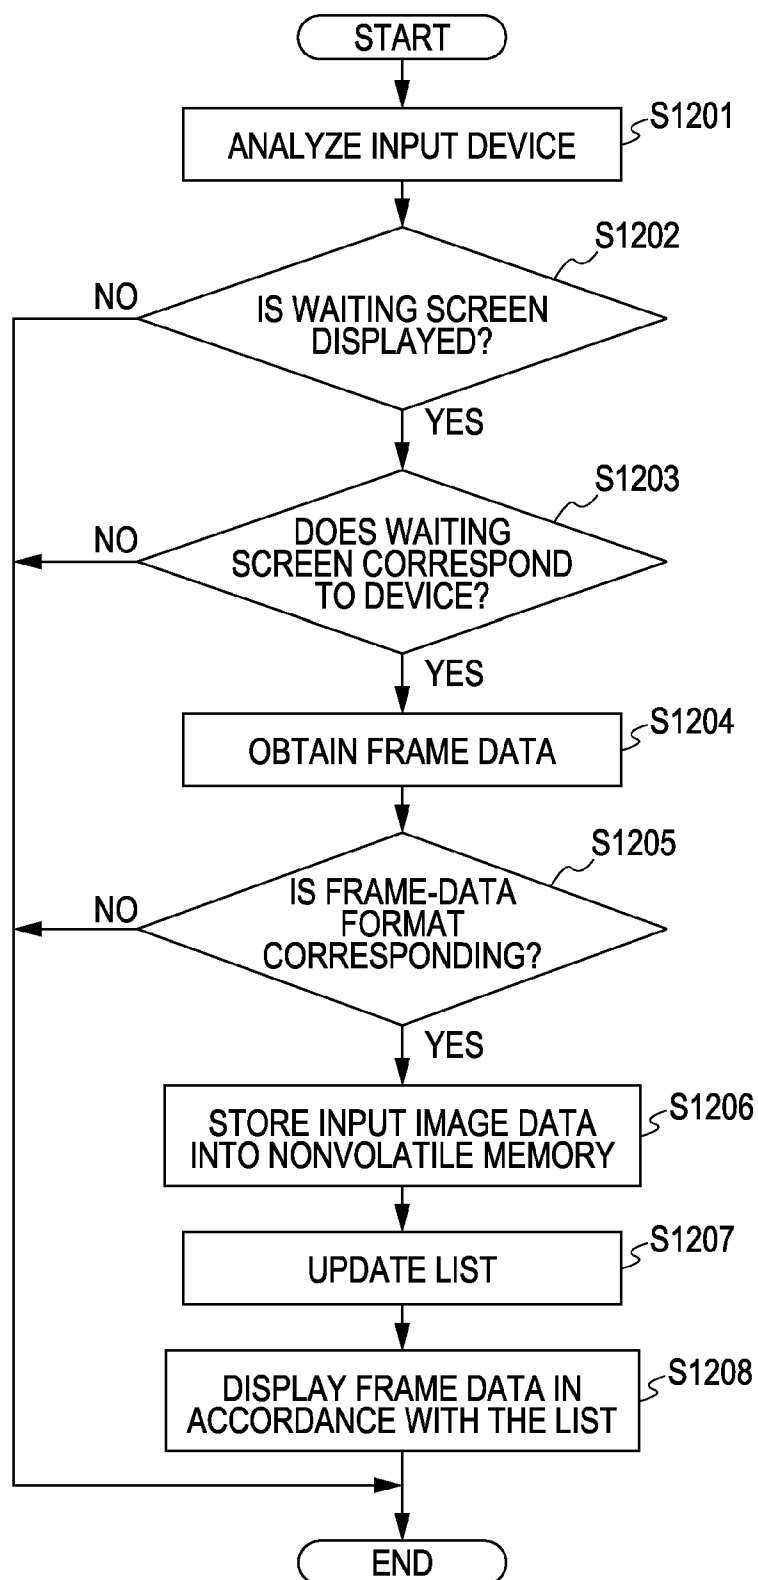 START
ANALYZE INPUT DEVICE
S1201
S1202
NO
IS WAITING SCREEN
DISPLAYED?
YES
S1203
NO
DOES WAITING
SCREEN CORRESPOND
TO DEVICE?
YES
S1204
OBTAIN FRAME DATA
S1205
NO
IS FRAME-DATA
FORMAT
CORRESPONDING?
YES
S1206
STORE INPUT IMAGE DATA
INTO NONVOLATILE MEMORY
S1207
UPDATE LIST
S1208
DISPLAY FRAME DATA IN
ACCORDANCE WITH THE LIST
END